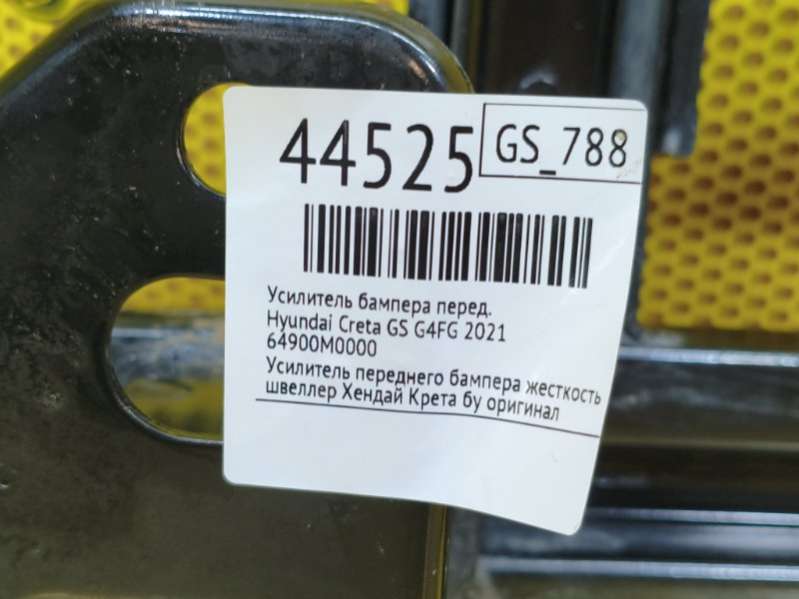 44525
GS_788
Усилитель бампера перед.
Hyundai Creta GS G4FG 2021
64900M0000
Усилитель переднего бампера жесткость
швеллер Хендай Крета бу оригинал